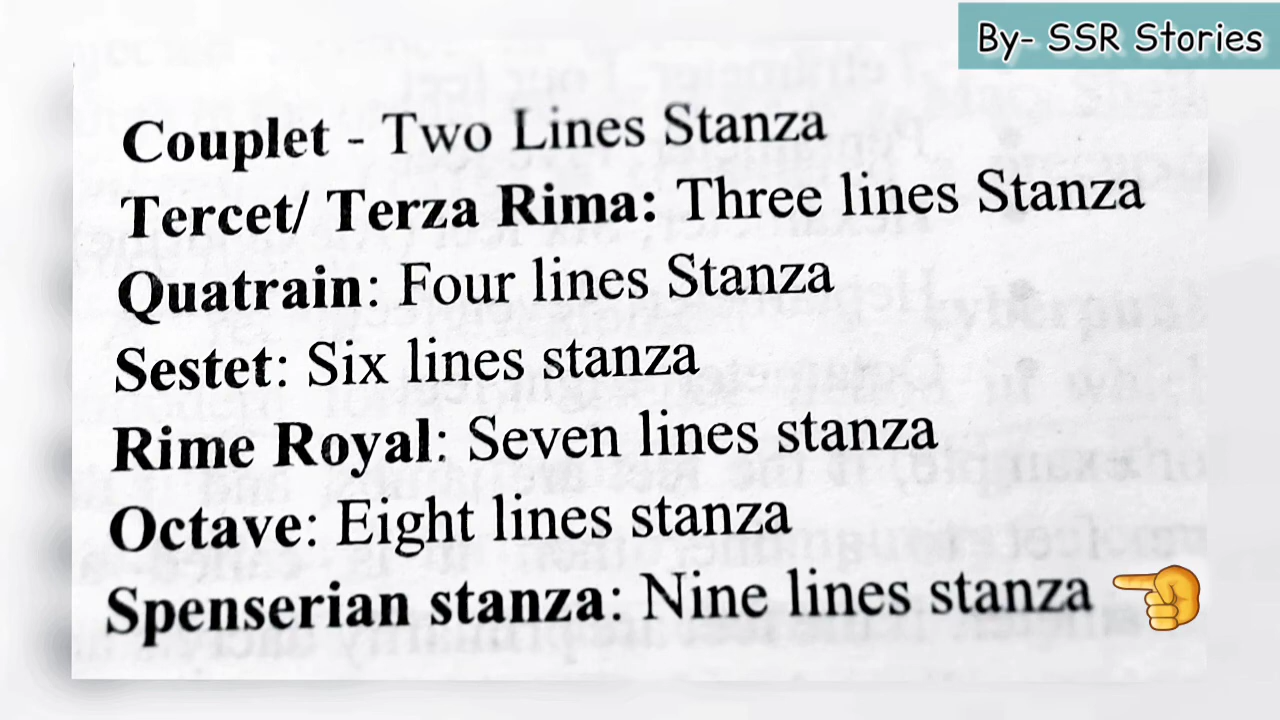 By- SSR Stories
Couplet - Two Lines Stanza
Tercet/ Terza Rima: Three lines Stanza
Quatrain: Four lines Stanza
Sestet: Six lines stanza
Rime Royal: Seven lines stanza
Octave: Eight lines stanza
Spenserian stanza: Nine lines stanza